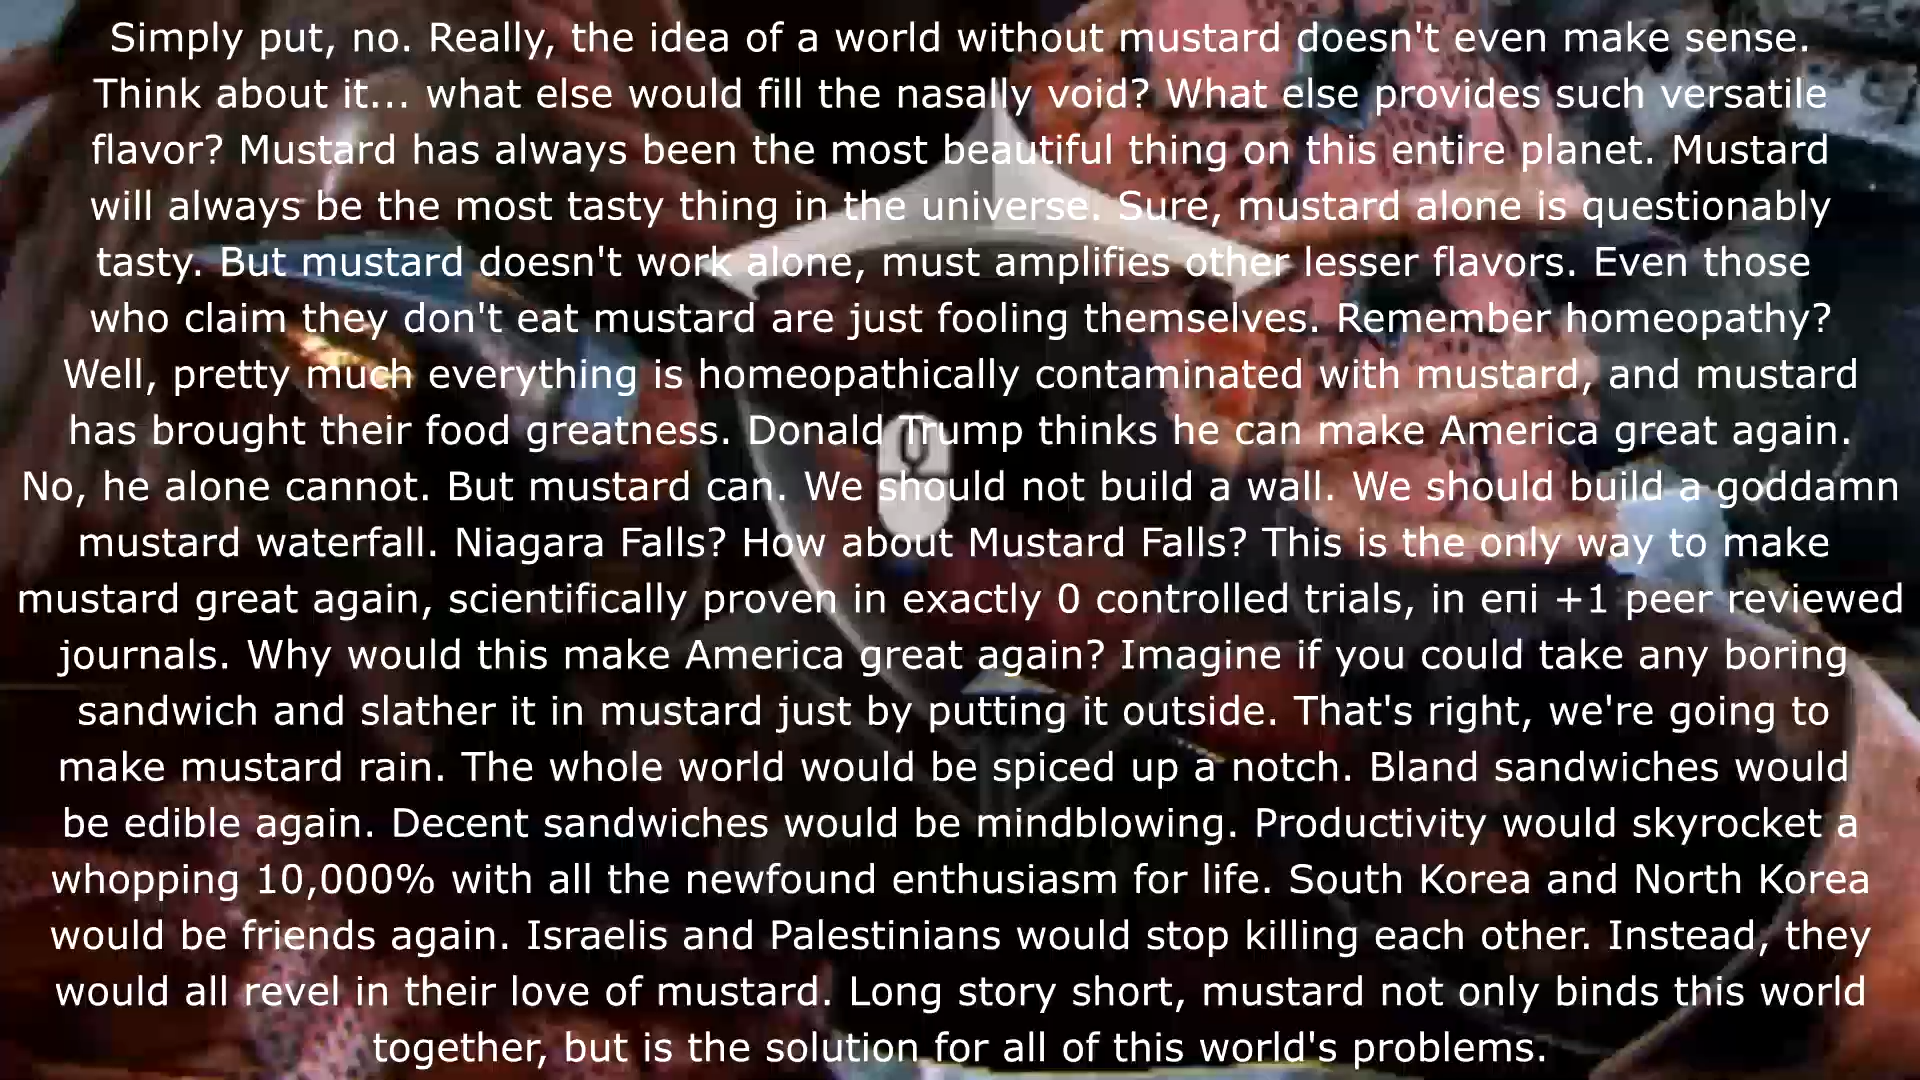 Simply put, no. Really, the idea of a world without mustard doesn't even make sense.
Think about it... what else would fill the nasally void? What else provides such versatile
flavor? Mustard has always been the most beautiful thing on this entire planet. Mustard
will always be the most tasty thing in the universe. Sure, mustard alone is questionably
tasty. But mustard doesn't work alone, must amplifies other lesser flavors. Even those
who claim they don't eat mustard are just fooling themselves. Remember homeopathy?
Well, pretty much everything is homeopathically contaminated with mustard, and mustard
has brought their food greatness. Donald Trump thinks he can make America great again.
No, he alone cannot. But mustard can. We should not build a wall. We should build a goddamn
mustard waterfall. Niagara Falls? How about Mustard Falls? This is the only way to make
mustard great again, scientifically proven in exactly 0 controlled trials, in eπi +1 peer reviewed
journals. Why would this make America great again? Imagine if you could take any boring
sandwich and slather it in mustard just by putting it outside. That's right, we're going to
make mustard rain. The whole world would be spiced up a notch. Bland sandwiches would
be edible again. Decent sandwiches would be mindblowing. Productivity would skyrocket a
whopping 10,000% with all the newfound enthusiasm for life. South Korea and North Korea
would be friends again. Israelis and Palestinians would stop killing each other. Instead, they
would all revel in their love of mustard. Long story short, mustard not only binds this world
together, but is the solution for all of this world's problems.